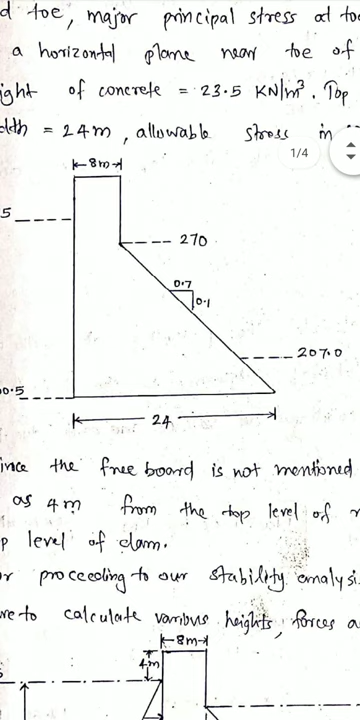 d toe, major principal stress at to
a horizontal plane near toe of
ight of concrete = 23.5 KN/m³. Top
dth = 24m, allowable stress in
1/4
8m
5
270
0.7
0.1
207.0
0.5
24
ince the free board is not mentioned
as 4m from the top level of r
p level of dam.
or proceeding to our stability analysi
re to calculate various heights, forces a
8m
4m